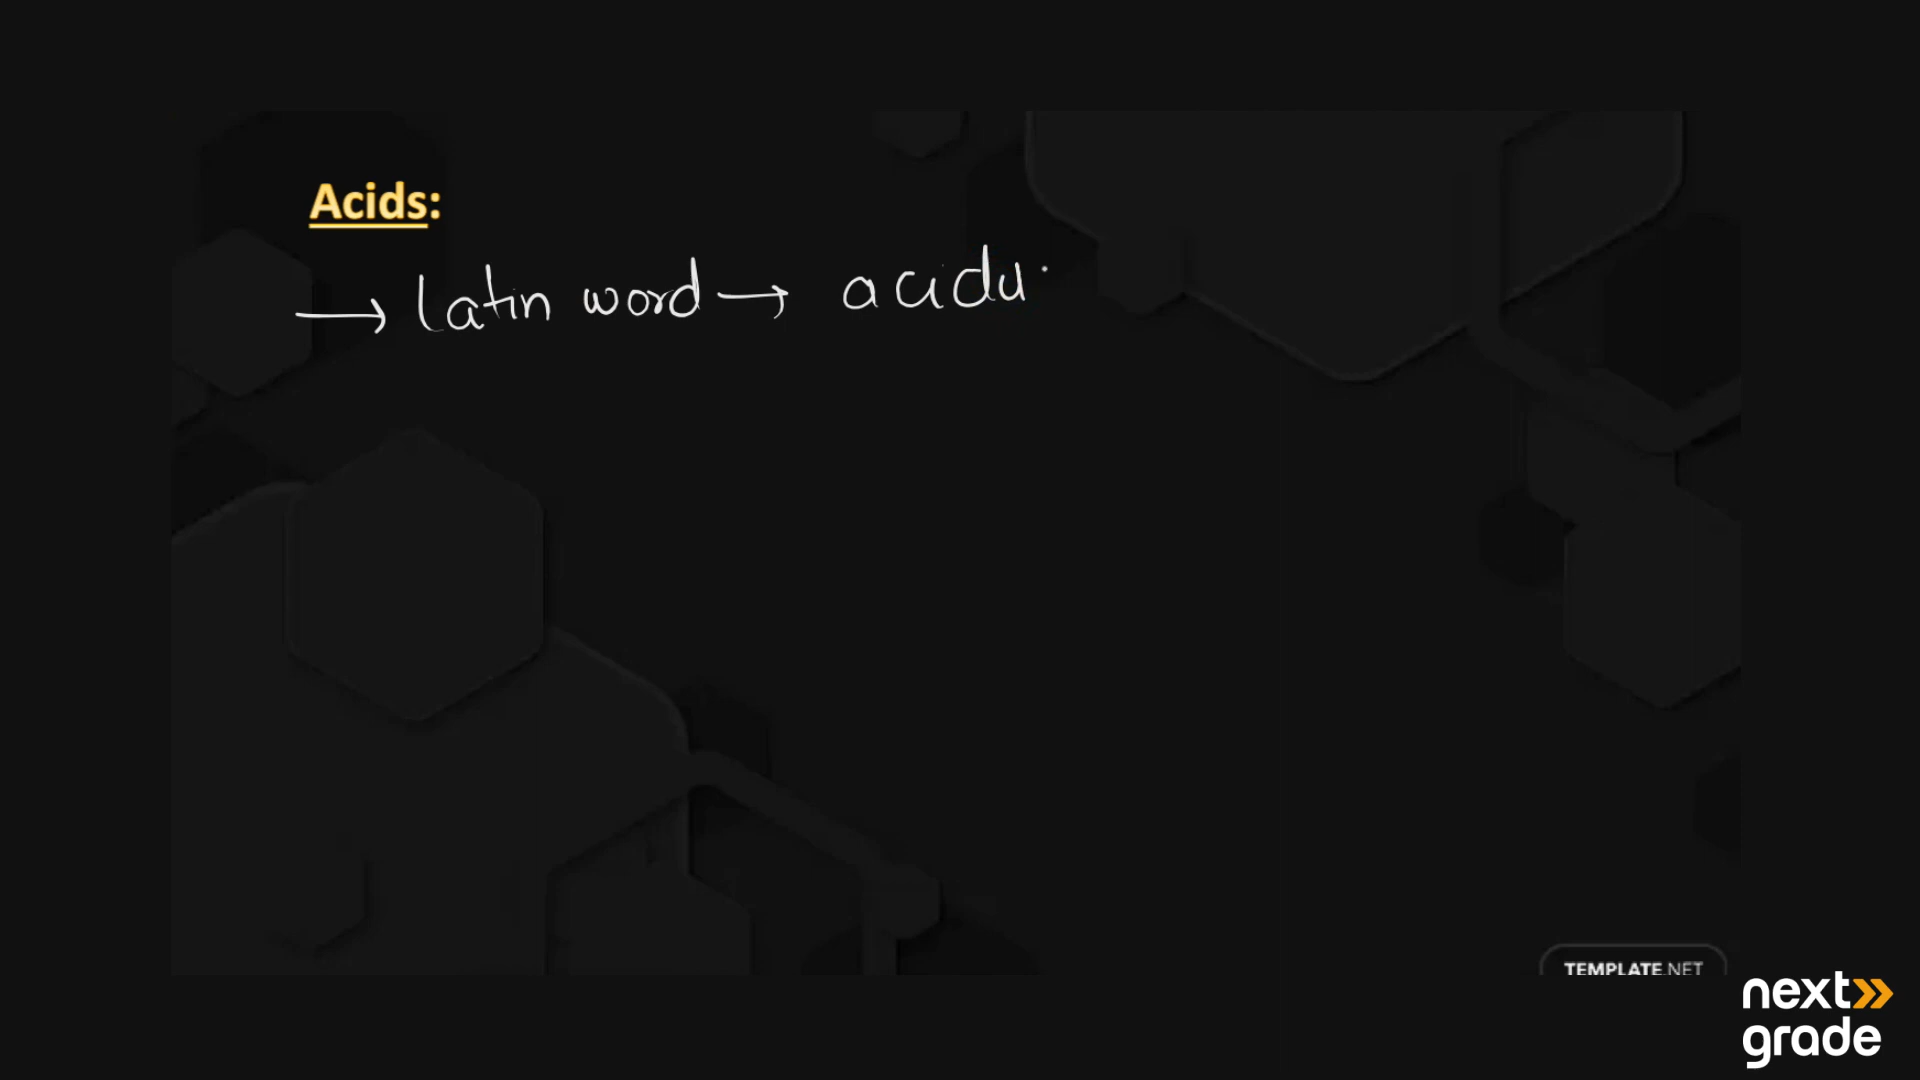 Acids:
→ Latin word → acidu
TEMPLATE.NET
next
grade